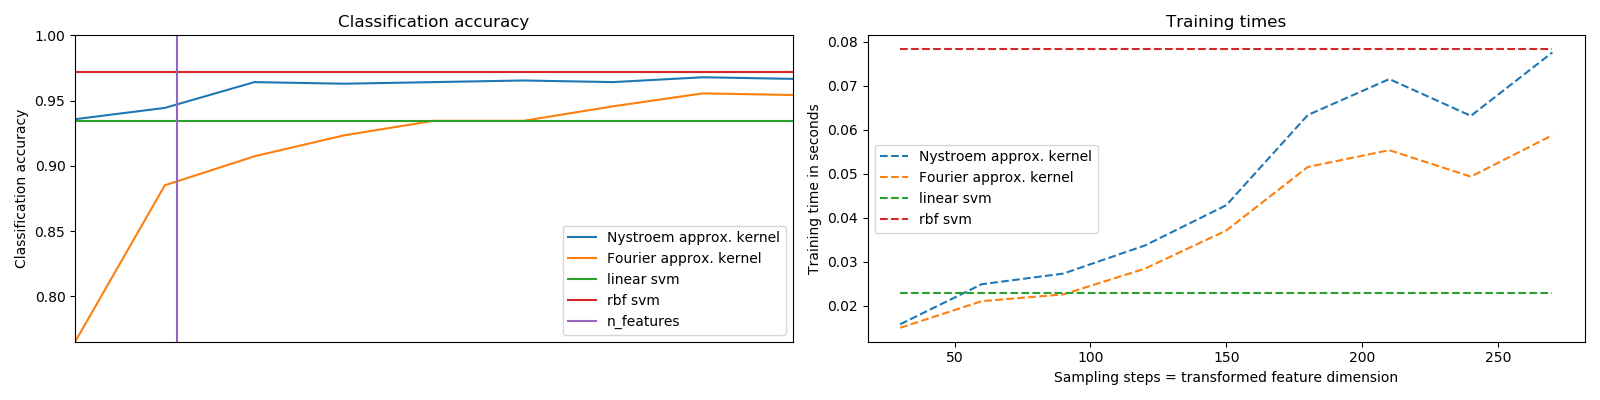 Classification accuracy
Classification accuracy
1.00
0.95
0.90
0.85
0.80
Nystroem approx. kernel
Fourier approx. kernel
linear svm
rbf svm
n_features
Training times
Training time in seconds
0.08
0.07
0.06
0.05
0.04
0.03
0.02
Nystroem approx. kernel
Fourier approx. kernel
linear svm
rbf svm
50 100 150 200 250
Sampling steps = transformed feature dimension